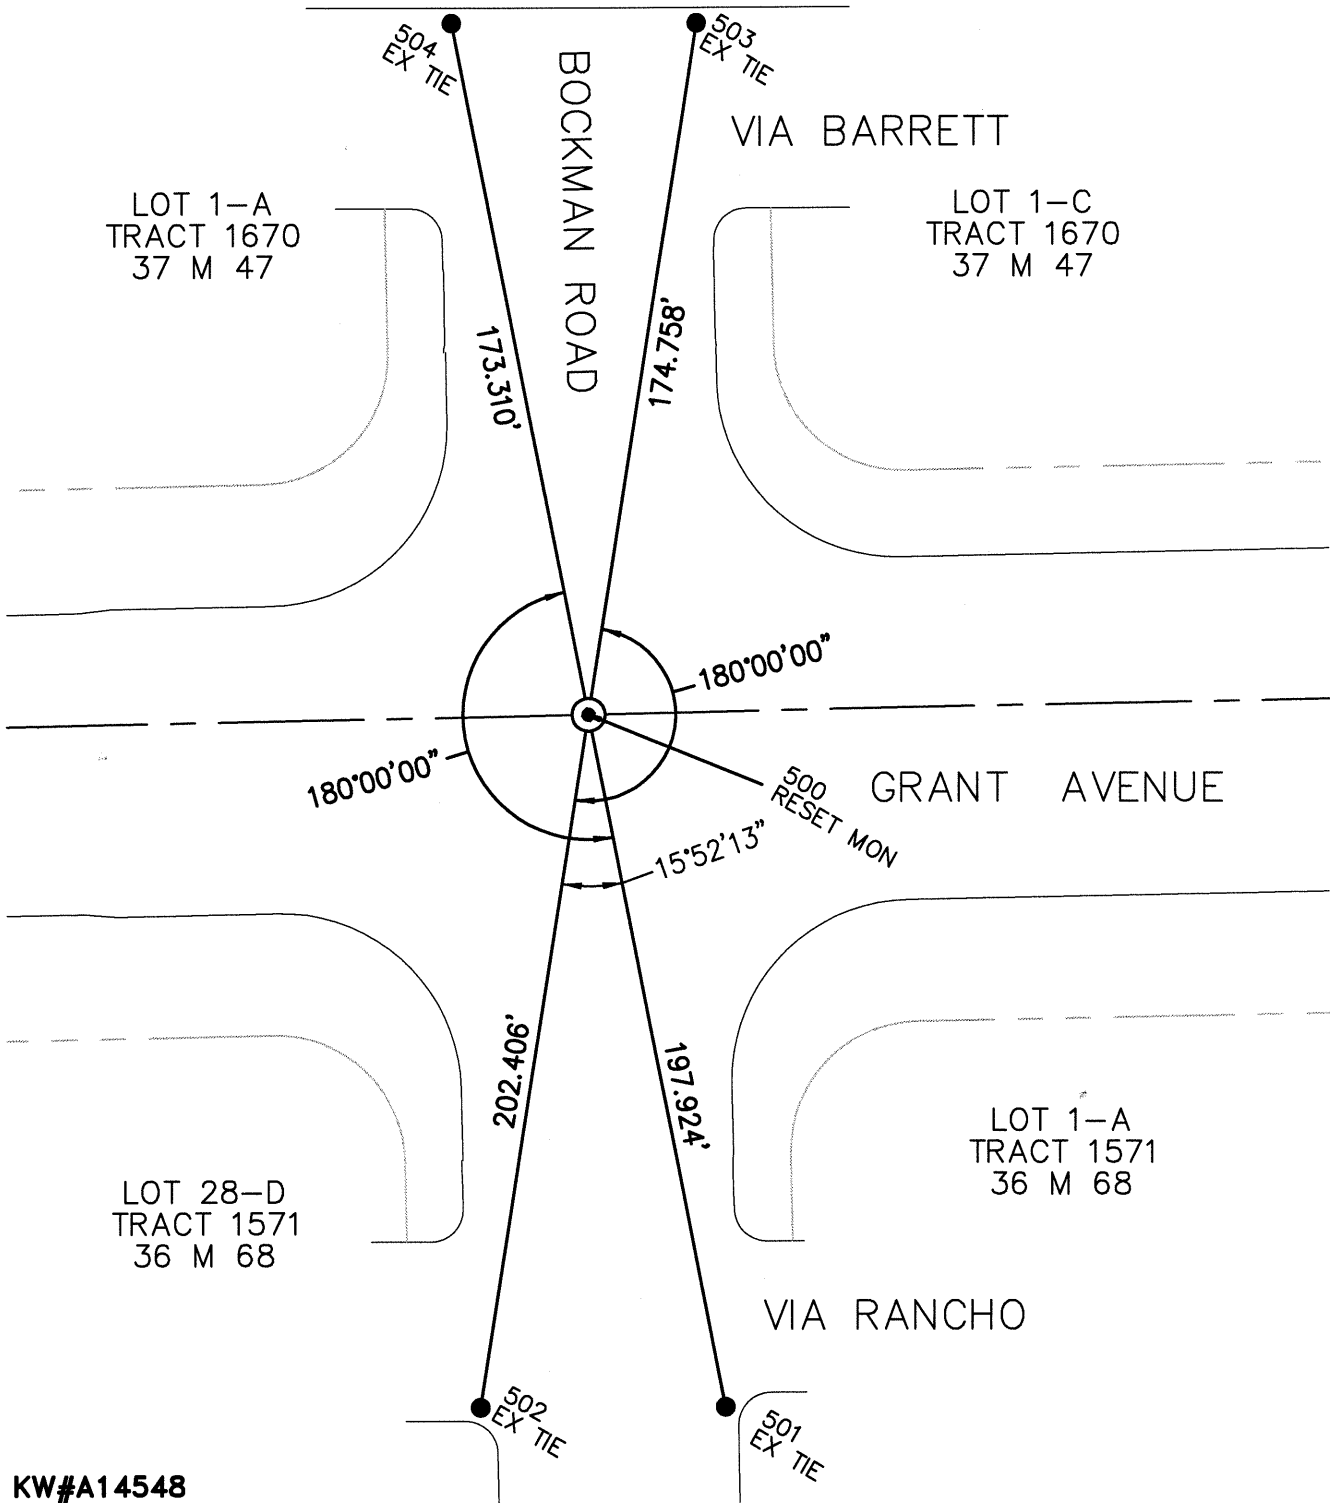 504
EX TIE
503
EX TIE
BOCKMAN ROAD
VIA BARRETT
LOT 1-A
TRACT 1670
37 M 47
LOT 1-C
TRACT 1670
37 M 47
173.310'
174.758'
180°00'00"
180°00'00"
500
RESET MON
GRANT AVENUE
15°52'13"
202.406'
197.924'
LOT 1-A
TRACT 1571
36 M 68
LOT 28-D
TRACT 1571
36 M 68
VIA RANCHO
502
EX TIE
501
EX TIE
KW#A14548